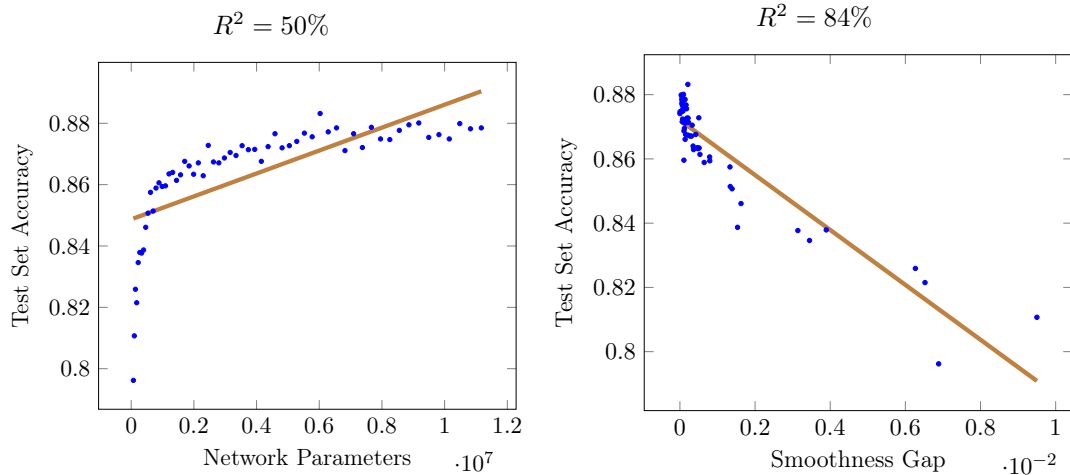 R² = 50%
0.88
0.86
0.84
0.82
0.8
Test Set Accuracy
0 0.2 0.4 0.6 0.8 1 1.2
Network Parameters ·10⁷
R² = 84%
0.88
0.86
0.84
0.82
0.8
Test Set Accuracy
0 0.2 0.4 0.6 0.8 1
Smoothness Gap ·10⁻²